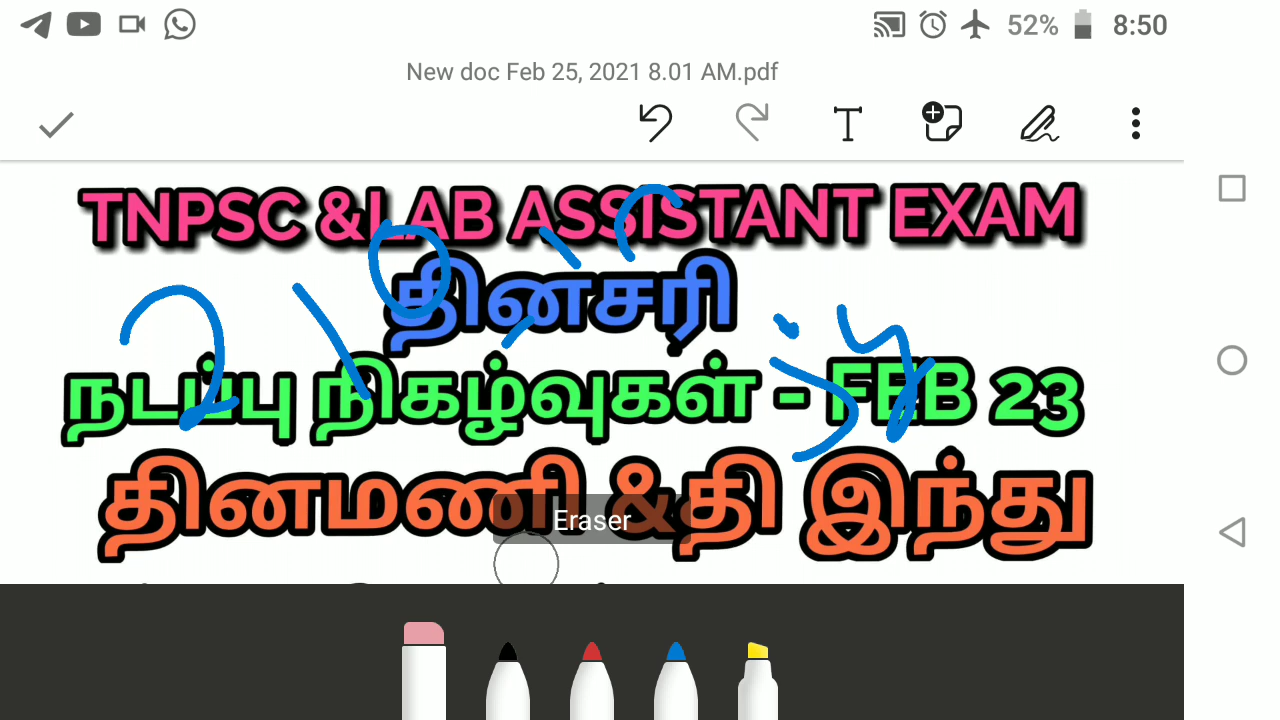 52% 8:50
New doc Feb 25, 2021 8.01 AM.pdf
T
TNPSC &LAB ASSISTANT EXAM
தினசரி
நடப்பு நிகழ்வுகள் - FEB 23
தினமணி &தி இந்து
Eraser